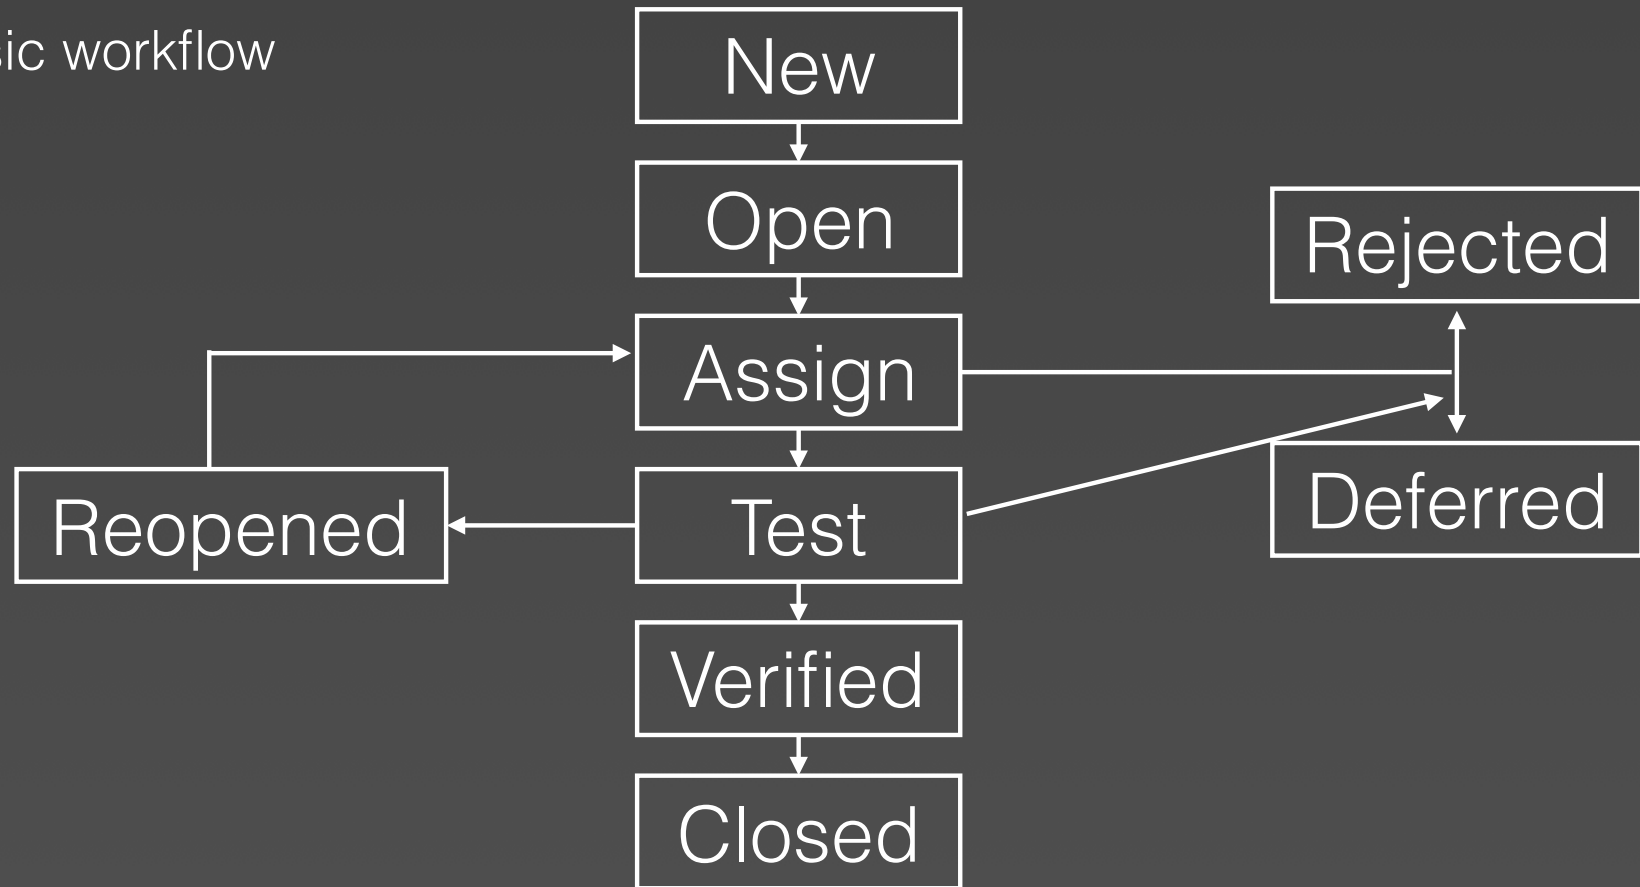 workflow
New
Open
Rejected
Assign
Deferred
Reopened
Test
Verified
Closed